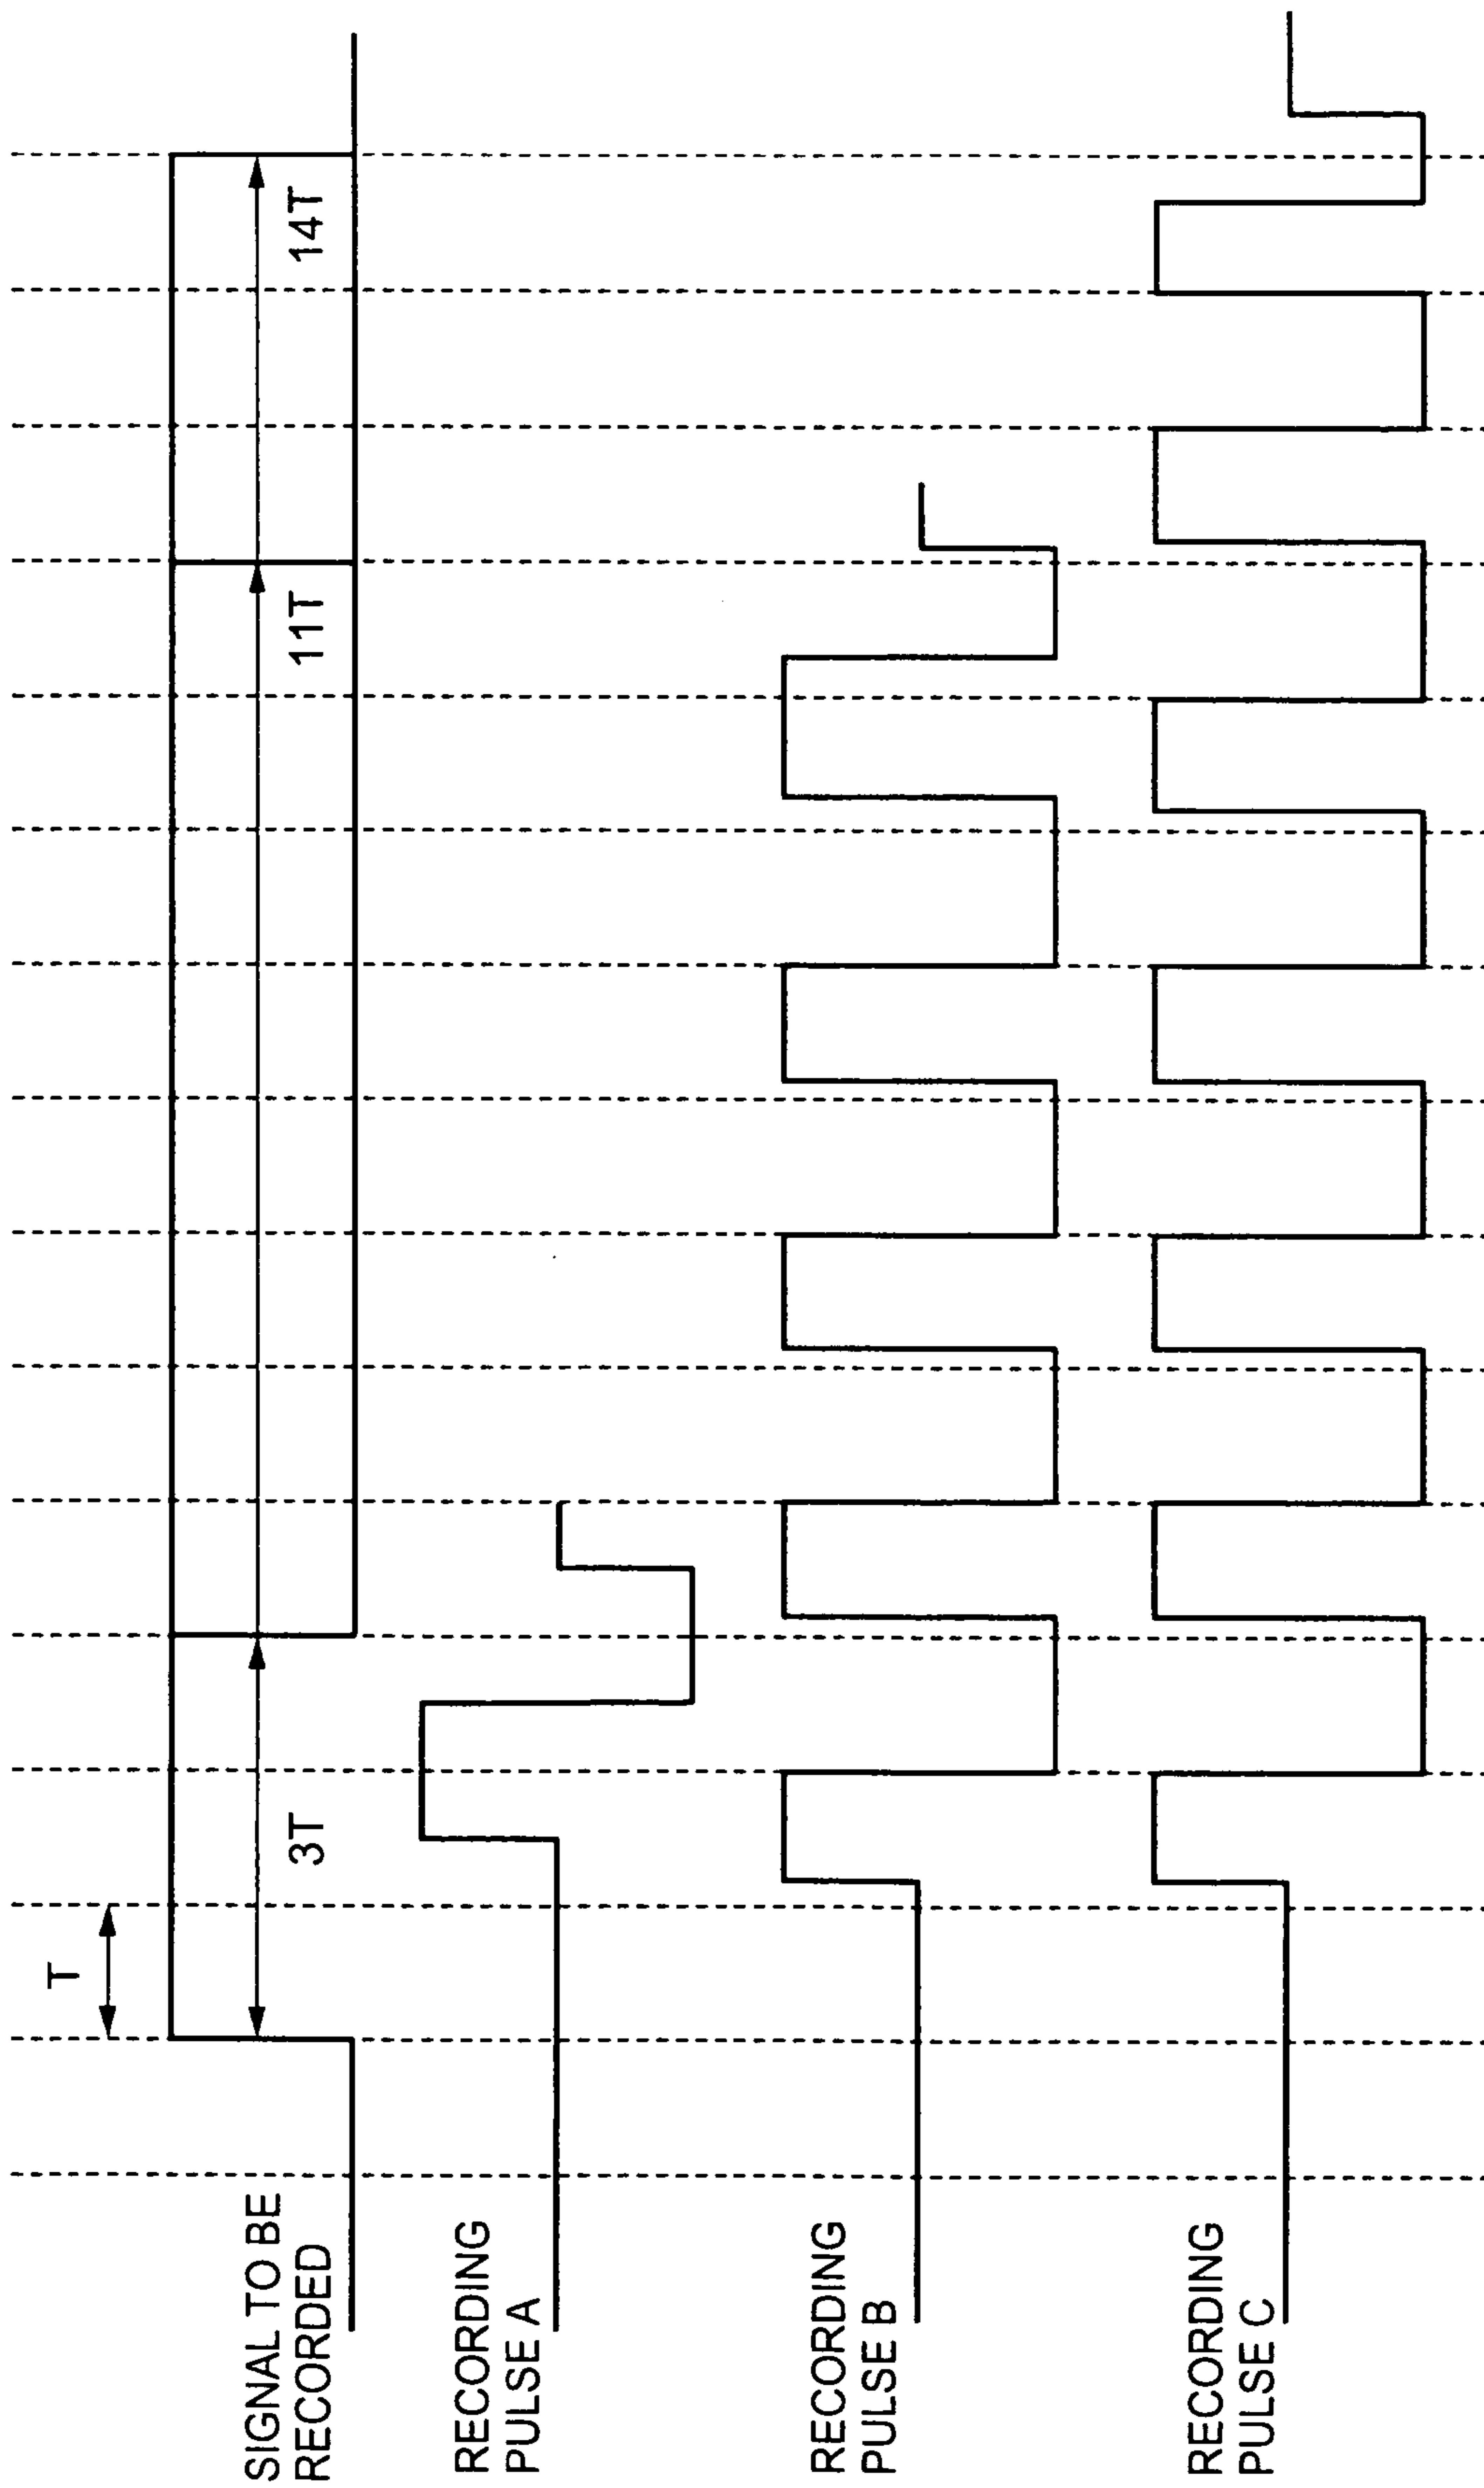 T
SIGNAL TO BE
RECORDED
3T
11T
14T
RECORDING
PULSE A
RECORDING
PULSE B
RECORDING
PULSE C